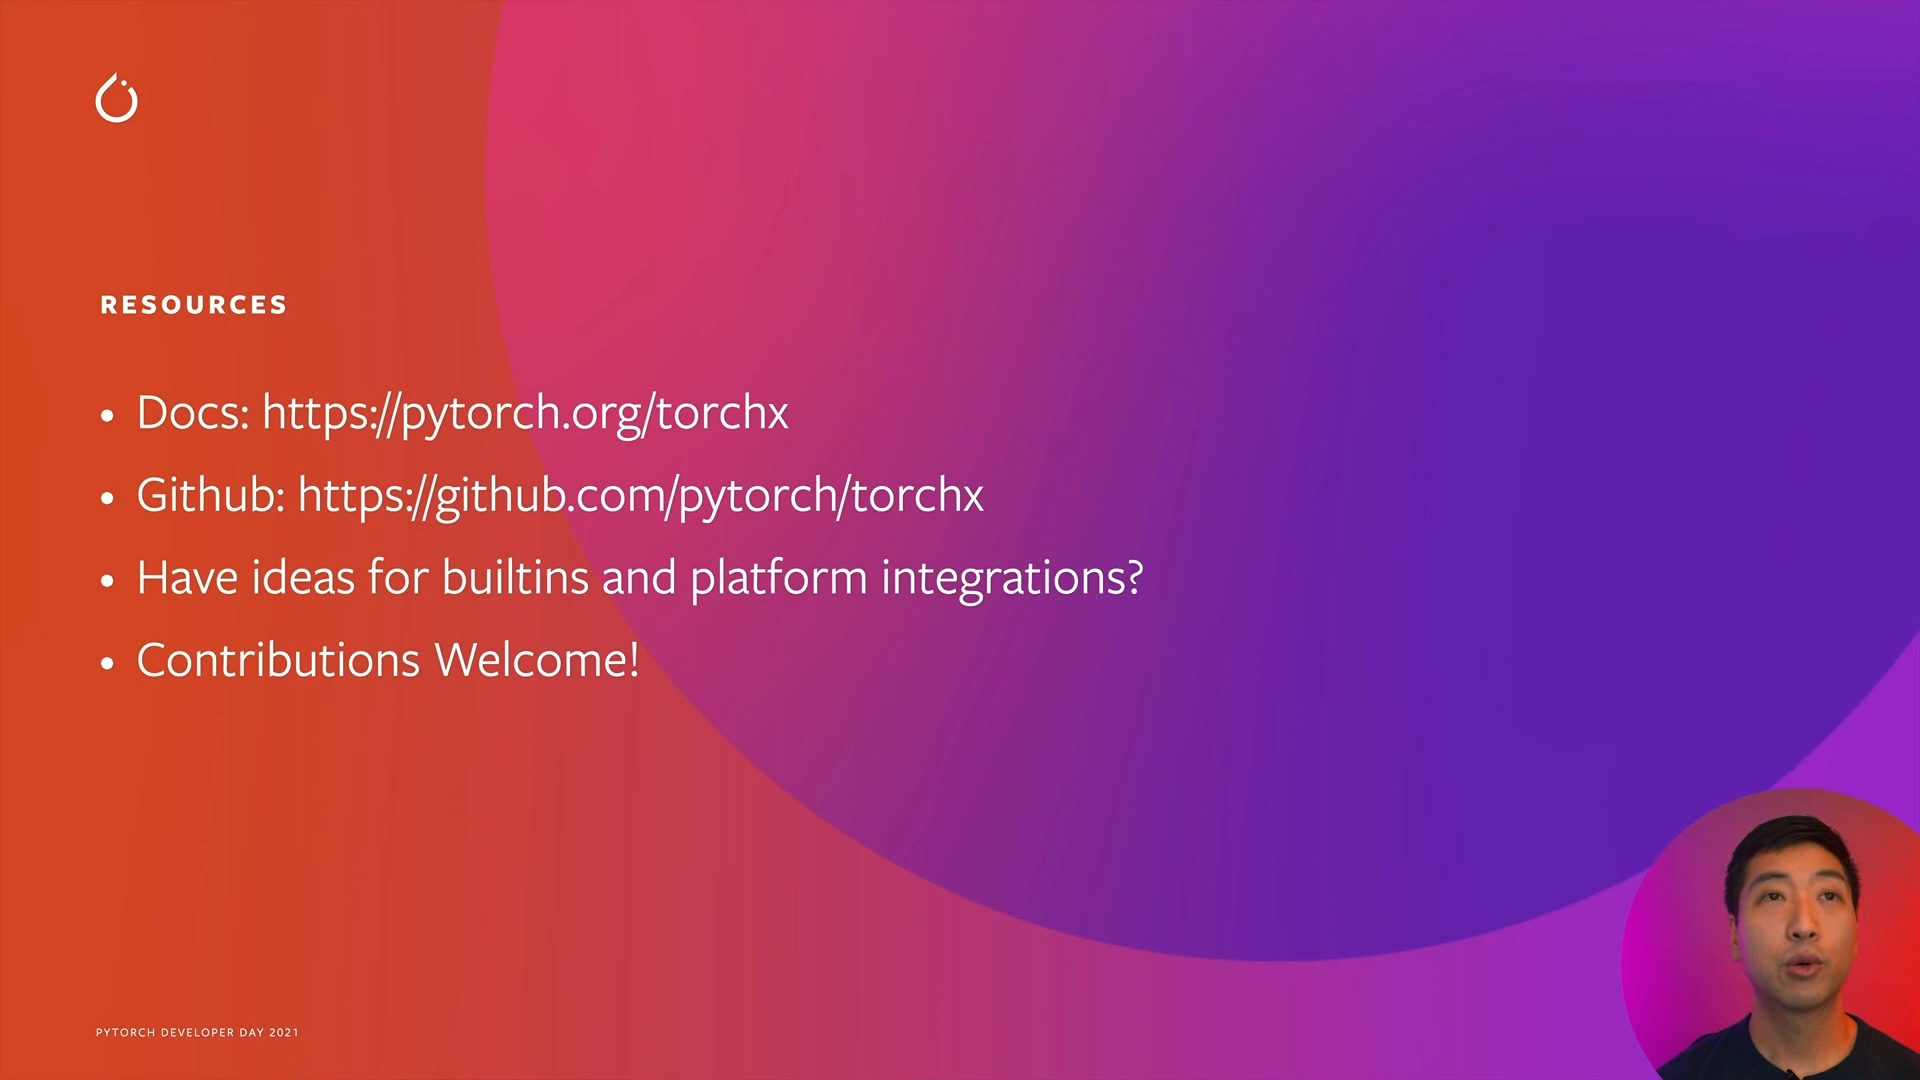 RESOURCES
• Docs: https://pytorch.org/torchx
• Github: https://github.com/pytorch/torchx
• Have ideas for builtins and platform integrations?
• Contributions Welcome!
PYTORCH DEVELOPER DAY 2021